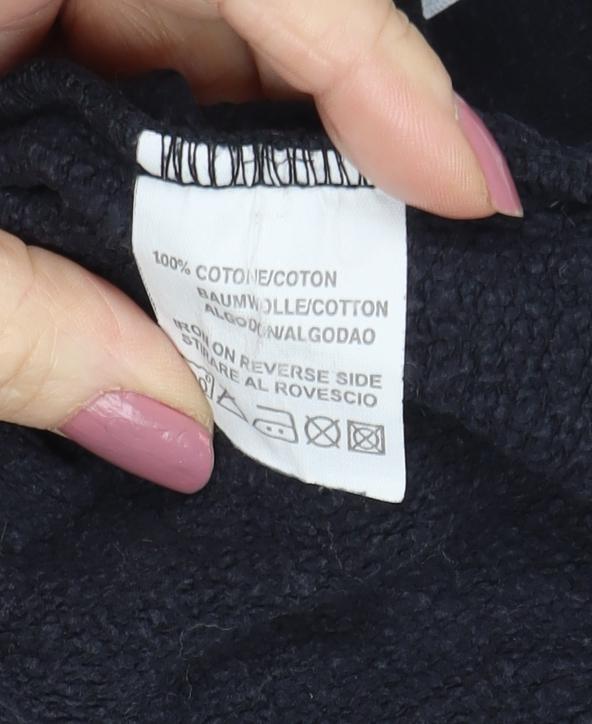 100% COTONE/COTON
BAUMWOLLE/COTTON
ALGODON/ALGODAO
IRON ON REVERSE SIDE
STIRARE AL ROVESCIO